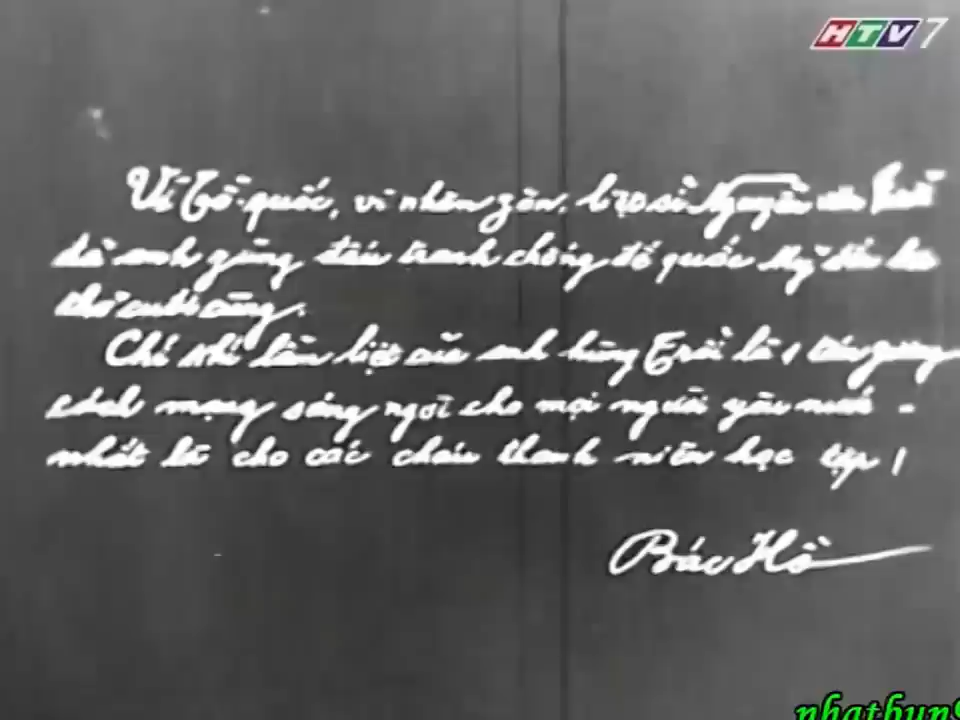 HTV7
Vì Tổ-quốc, vì nhân zân, liệt sĩ Nguyễn văn Trỗi
đã anh zũng đấu tranh chống đế quốc Mỹ đến hơi
thở cuối cùng.
Chí khí lẫm liệt của anh hùng Trỗi là 1 tấm gương
cách mạng sáng ngời cho mọi người yêu nước -
nhất là cho các cháu thanh niên học tập!
Bác Hồ